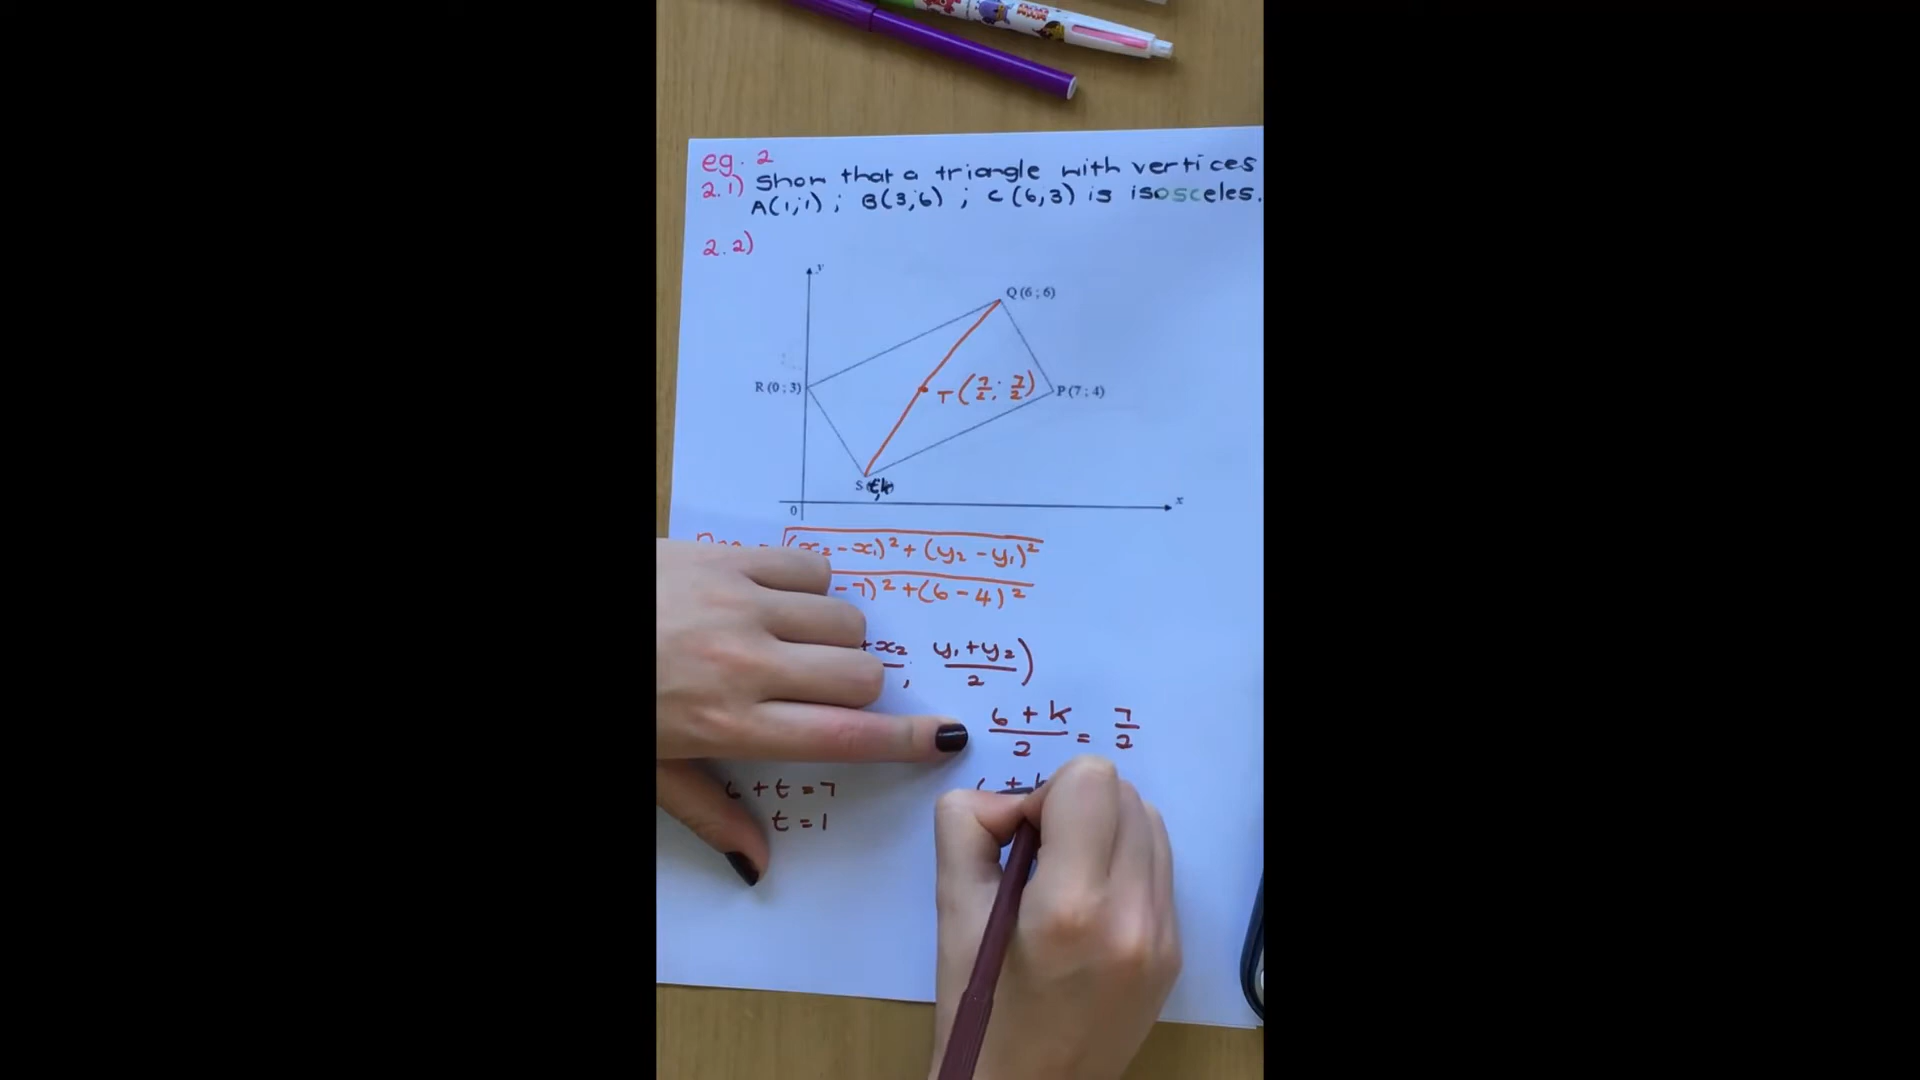 eg. 2
2.1) Show that a triangle with vertices
A(1;1) ; B(3;6) ; C(6,3) is isosceles.
2.2)
y
Q (6 ; 6)
R (0 ; 3)
T (7/2 ; 7/2)
P (7 ; 4)
S (t;k)
0
x
= √(x₂ - x₁)² + (y₂ - y₁)²
- 7)² + (6 - 4)²
+x₂ ; y₁+y₂/2)
6 + k/2 = 7/2
6 + t = 7
6 + k
t = 1